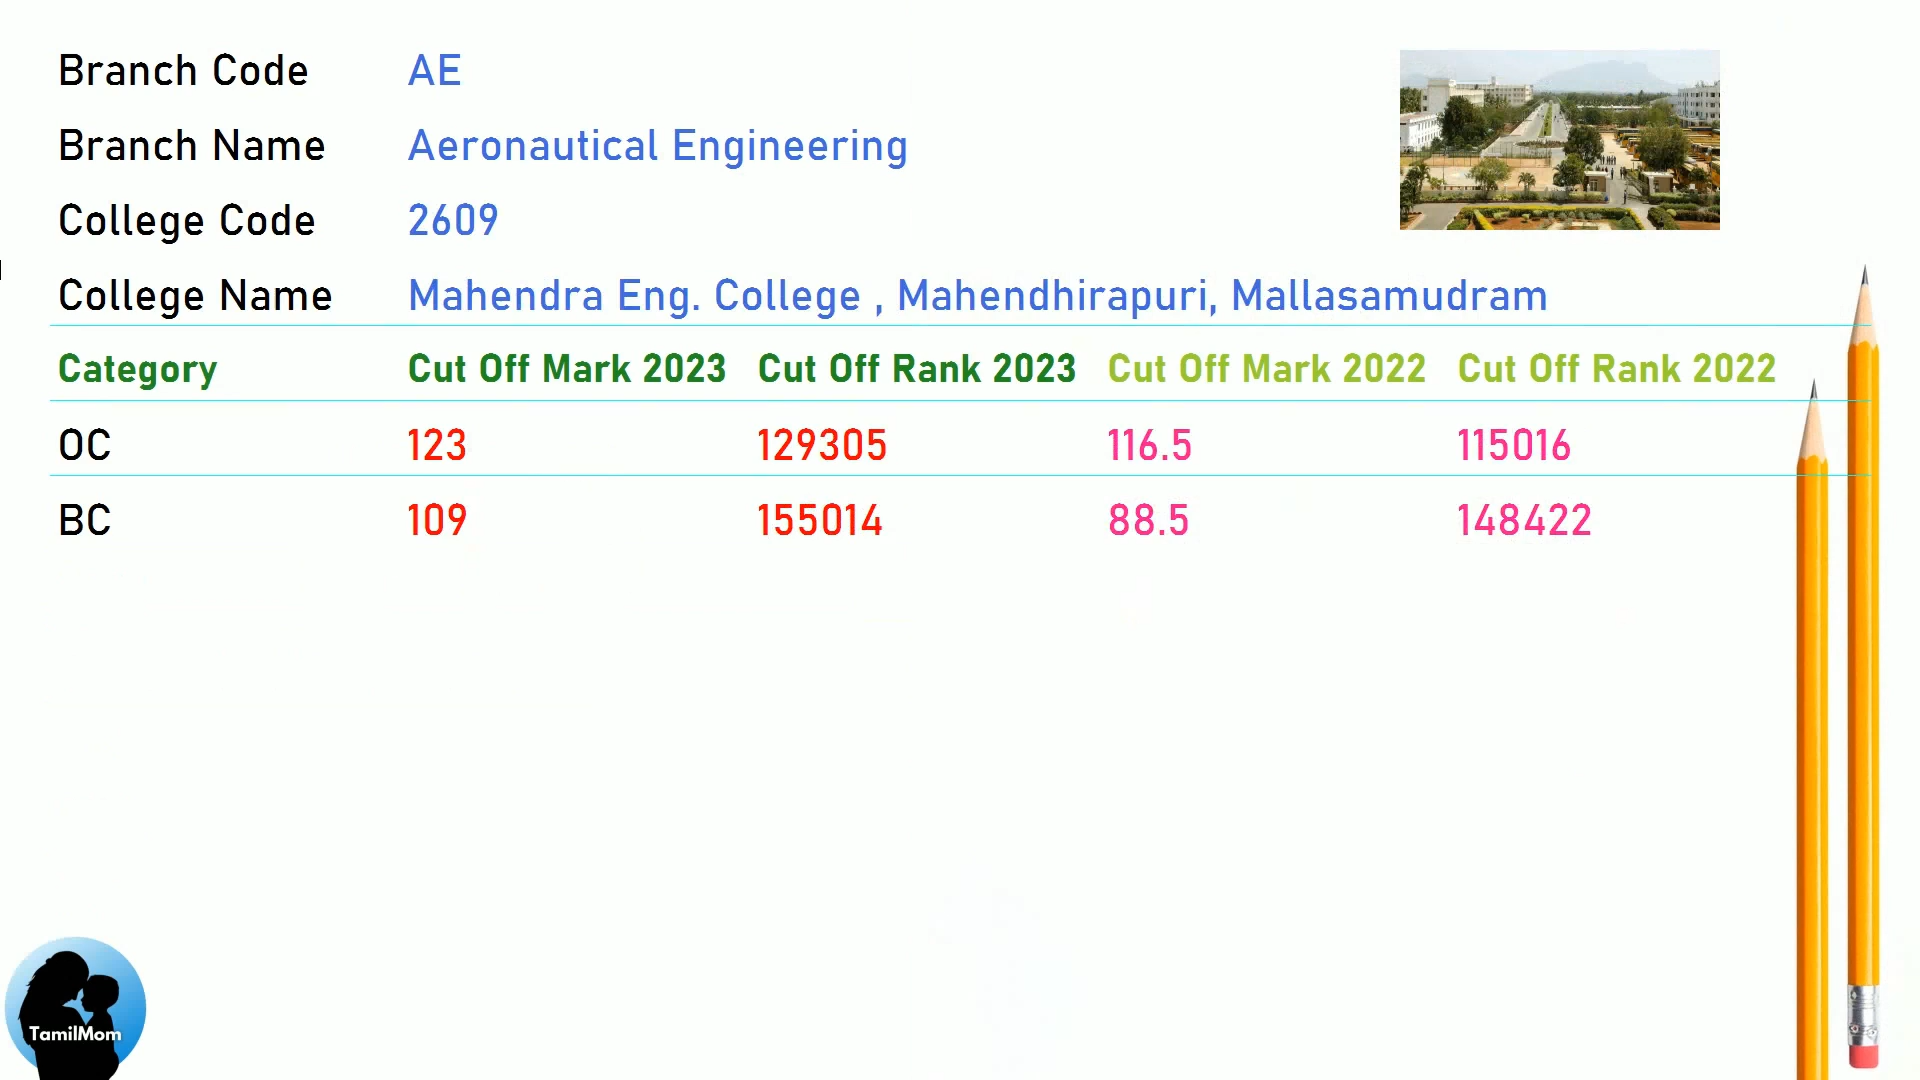 Branch Code AE
Branch Name Aeronautical Engineering
College Code 2609
College Name Mahendra Eng. College , Mahendhirapuri, Mallasamudram
Category Cut Off Mark 2023 Cut Off Rank 2023 Cut Off Mark 2022 Cut Off Rank 2022
OC 123 129305 116.5 115016
BC 109 155014 88.5 148422
TamilMom